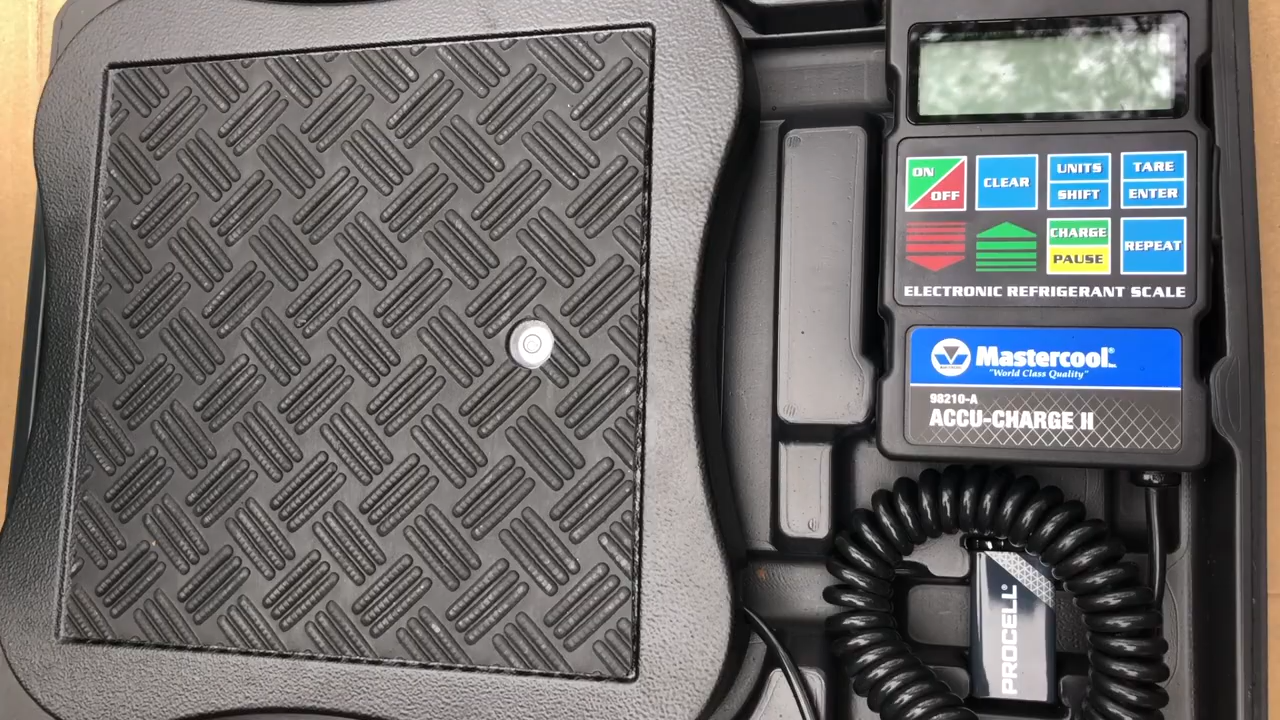 ON
OFF
CLEAR
UNITS
SHIFT
TARE
ENTER
CHARGE
PAUSE
REPEAT
ELECTRONIC REFRIGERANT SCALE
Mastercool®
"World Class Quality"
98210-A
ACCU-CHARGE II
PROCELL®